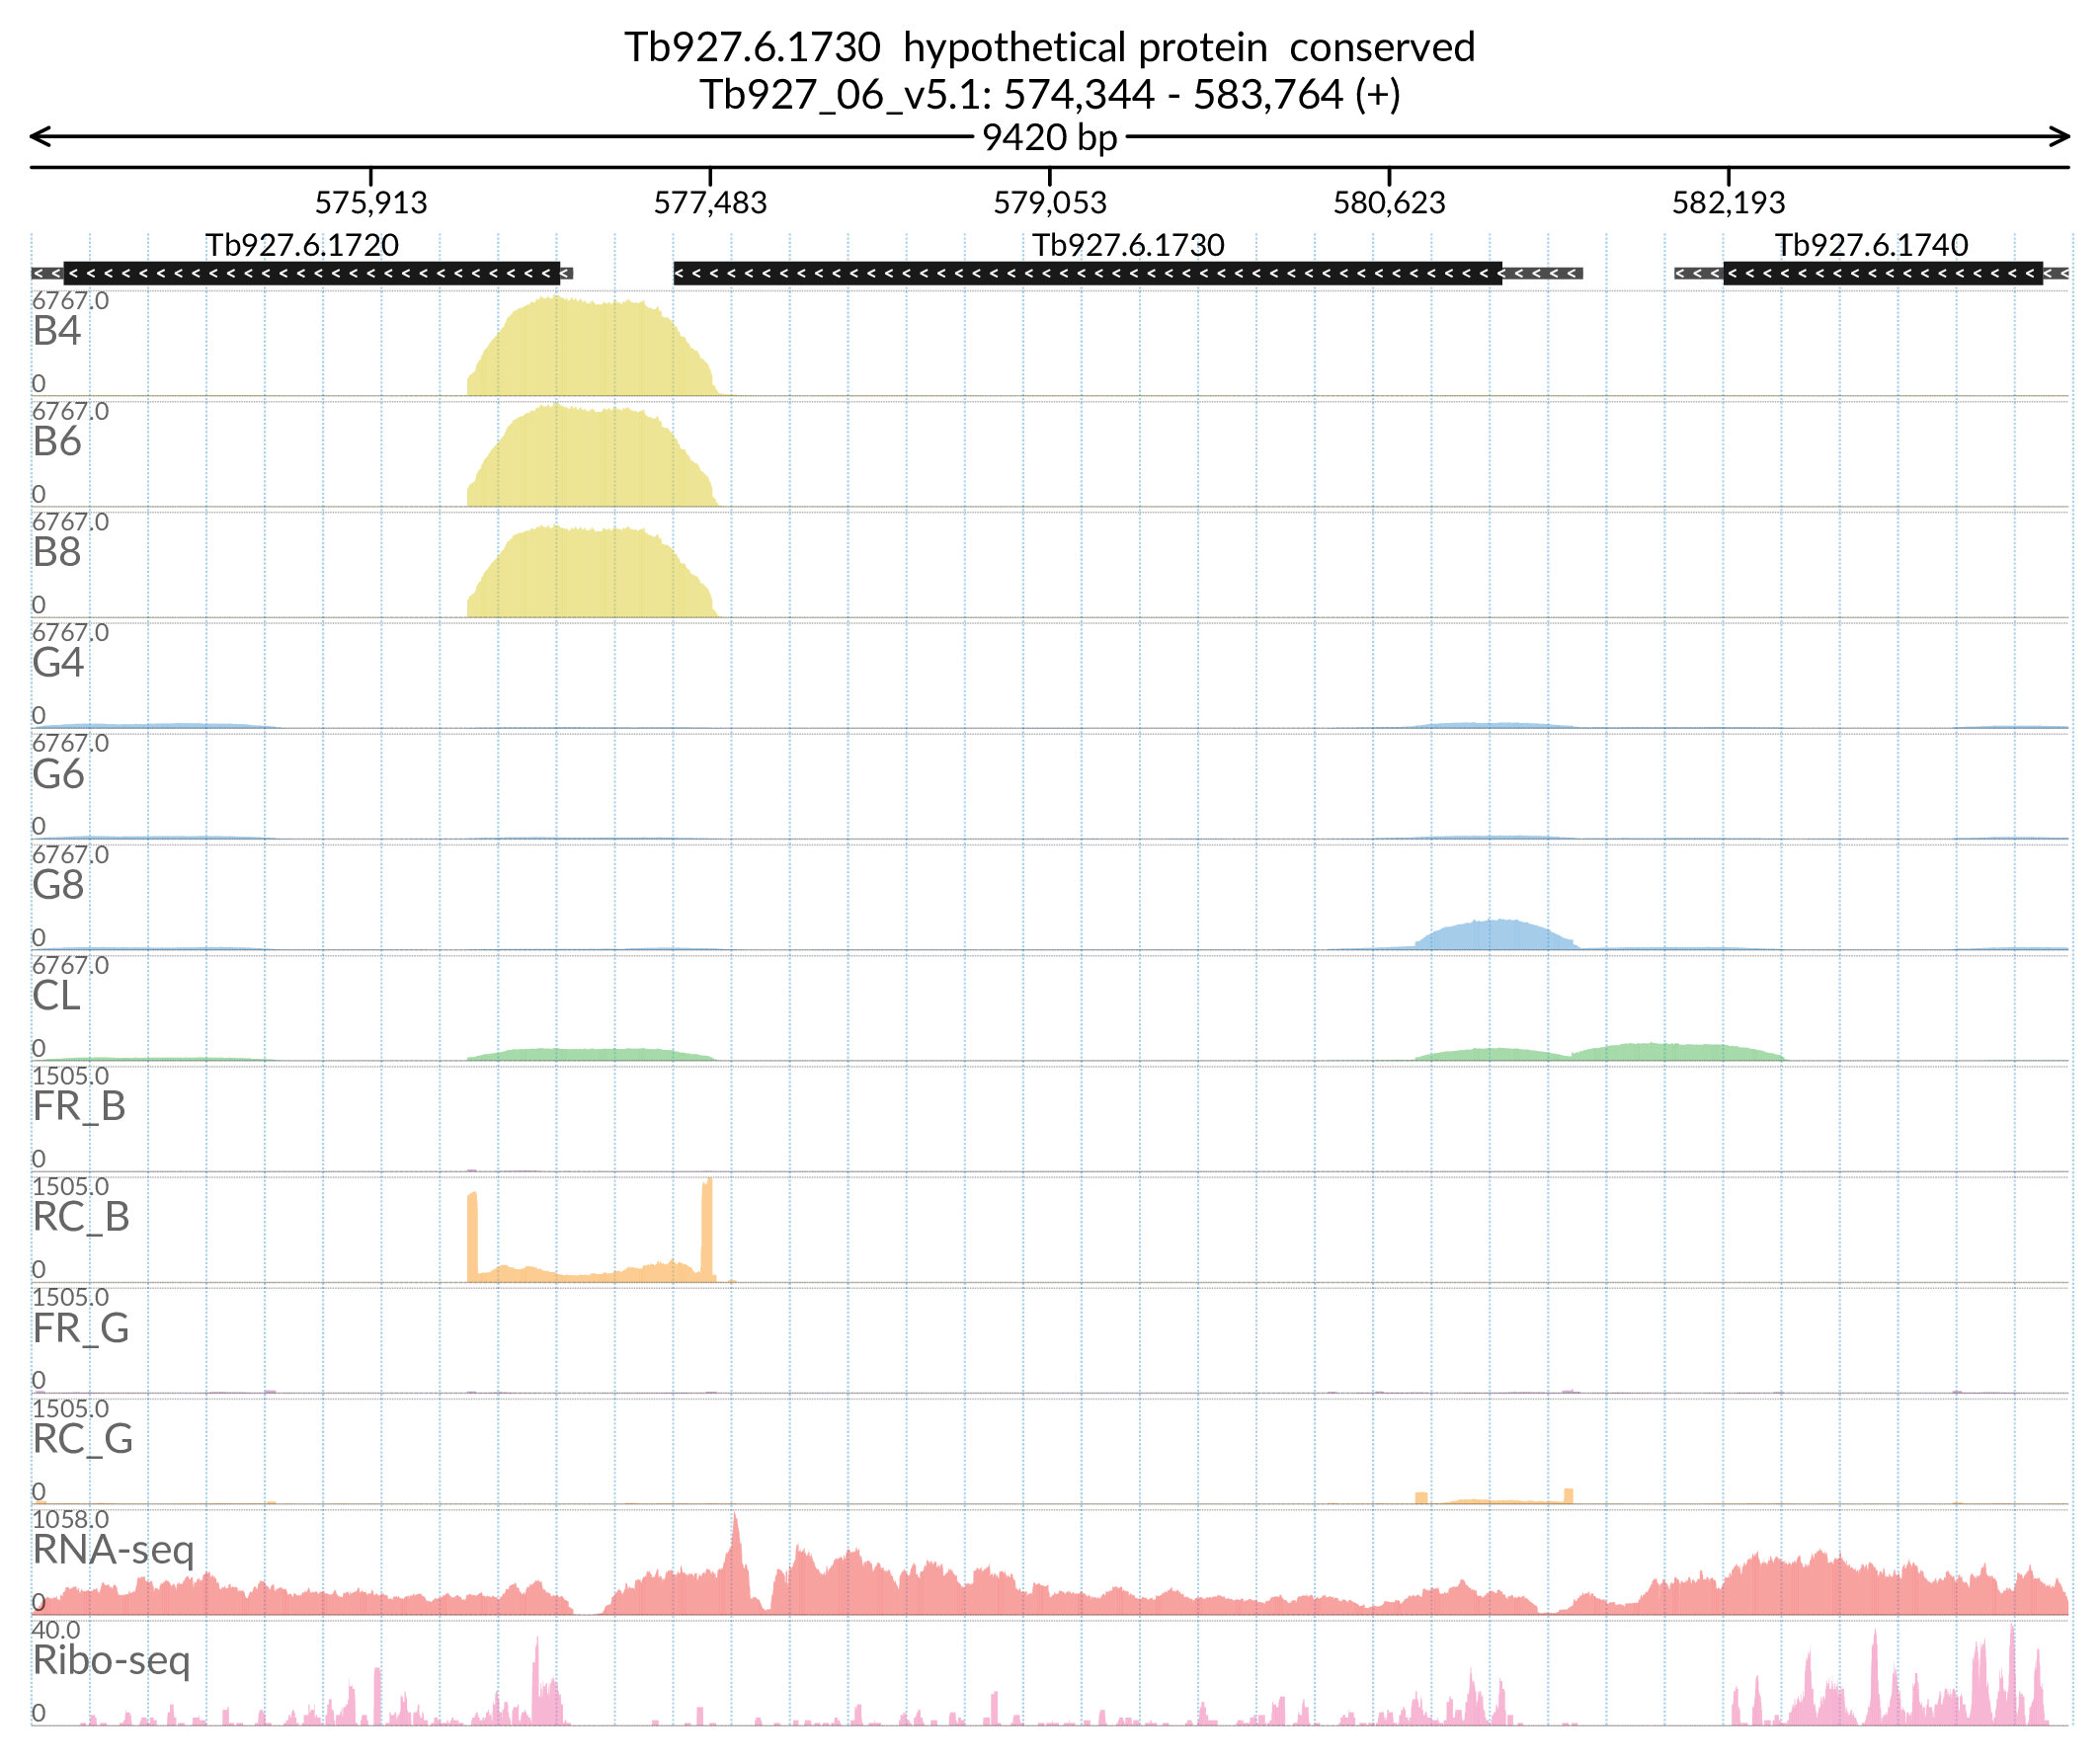 Tb927.6.1730 hypothetical protein conserved
Tb927_06_v5.1: 574,344 - 583,764 (+)
9420 bp
575,913 577,483 579,053 580,623 582,193
Tb927.6.1720 Tb927.6.1730 Tb927.6.1740
6767.0
B4
0
6767.0
B6
0
6767.0
B8
0
6767.0
G4
0
6767.0
G6
0
6767.0
G8
0
6767.0
CL
0
1505.0
FR_B
0
1505.0
RC_B
0
1505.0
FR_G
0
1505.0
RC_G
0
1058.0
RNA-seq
0
40.0
Ribo-seq
0